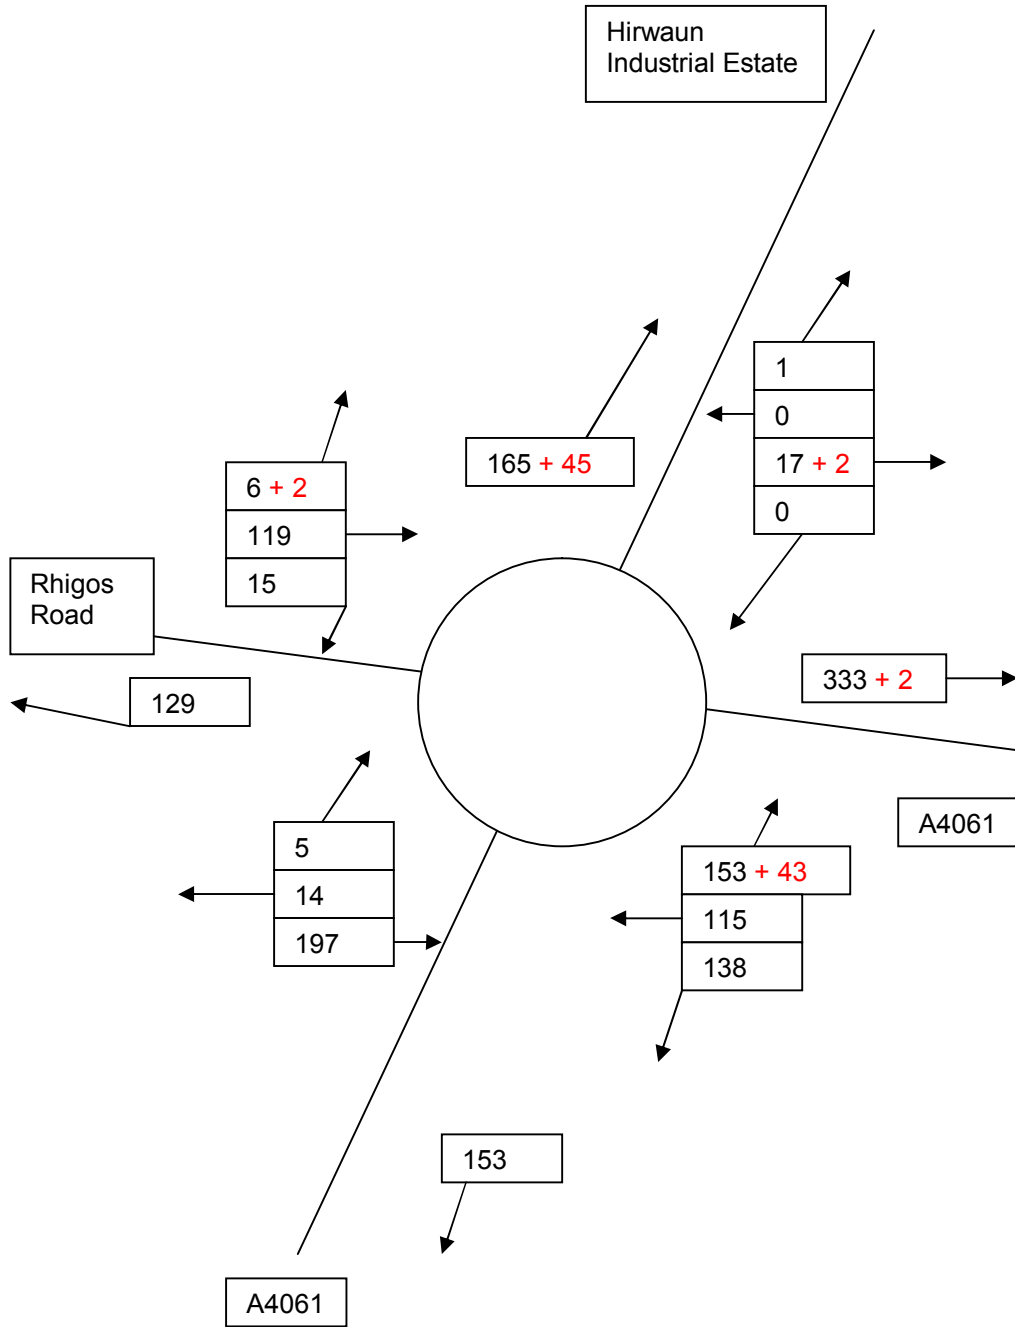 Hirwaun
Industrial Estate
1
0
165 + 45
17 + 2
6 + 2
0
119
15
Rhigos
Road
333 + 2
129
A4061
5
153 + 43
14
115
197
138
153
A4061